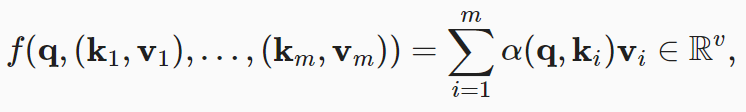 f(q, (k₁, v₁), . . . , (kₘ, vₘ)) = ∑ᵢ₌₁ᵐ α(q, kᵢ)vᵢ ∈ ℝᵛ,